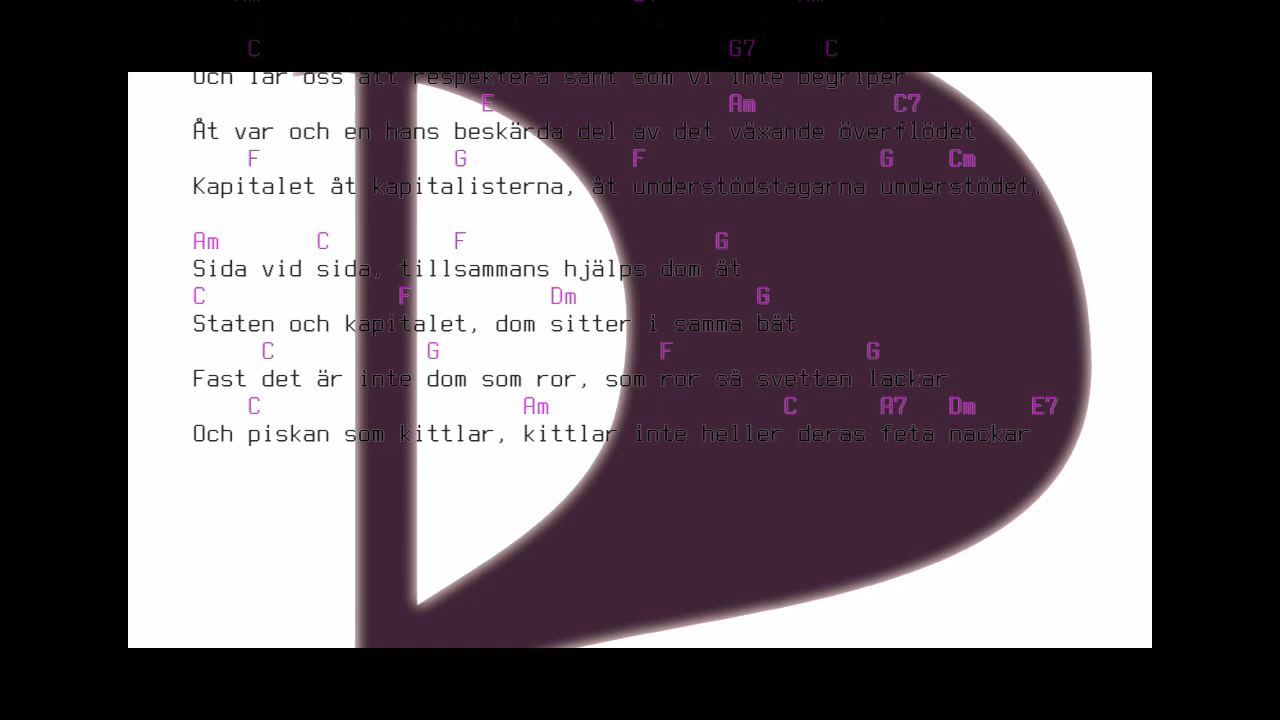 C G7 C
Och lär oss att respektera sånt som vi inte begriper
E Am C7
Åt var och en hans beskärda del av det växande överflödet
F G F G Cm
Kapitalet åt kapitalisterna, åt understödstagarna understödet.
Am C F G
Sida vid sida, tillsammans hjälps dom åt
C F Dm G
Staten och kapitalet, dom sitter i samma båt
C G F G
Fast det är inte dom som ror, som ror så svetten lackar
C Am C A7 Dm E7
Och piskan som kittlar, kittlar inte heller deras feta nackar